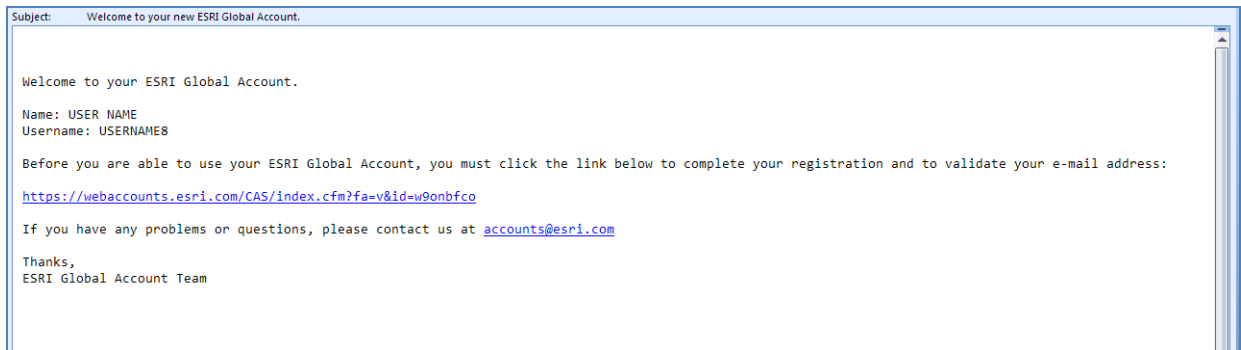 Subject: Welcome to your new ESRI Global Account.
Welcome to your ESRI Global Account.
Name: USER NAME
Username: USERNAME8
Before you are able to use your ESRI Global Account, you must click the link below to complete your registration and to validate your e-mail address:
https://webaccounts.esri.com/CAS/index.cfm?fa=v&id=w9onbfco
If you have any problems or questions, please contact us at accounts@esri.com
Thanks,
ESRI Global Account Team